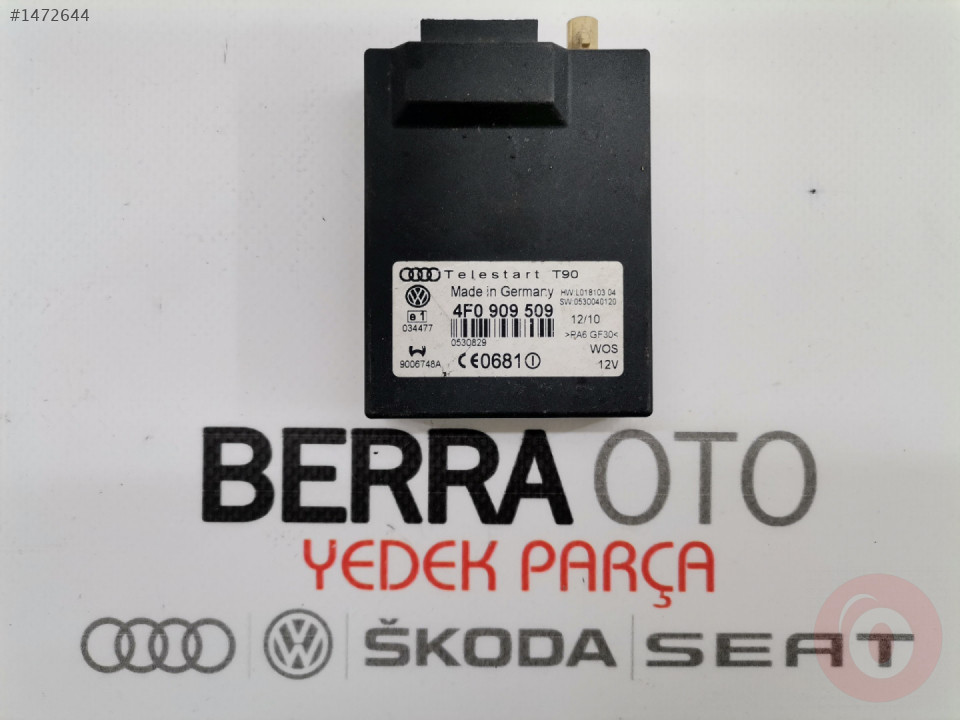 #1472644
Telestart T90
Made in Germany
HW:L018103 04
SW:0530040120
4F0 909 509
e1
034477
12/10
>PA6 GF30<
0530829
WOS
9006748A
CE0681
12V
BERRA OTO
YEDEK PARÇA
ŠKODA
SEAT